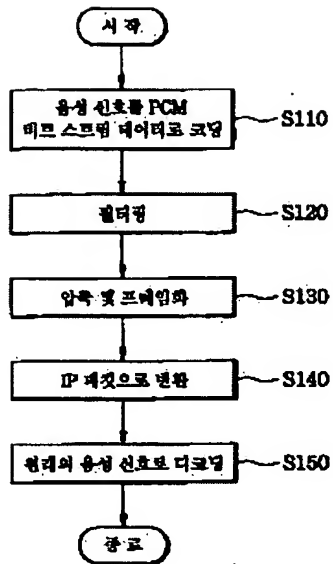 시작
음성 신호를 PCM
비트 스트림 데이터로 코딩
S110
필터링
S120
압축 및 프레임화
S130
IP 패킷으로 변환
S140
원래의 음성 신호로 디코딩
S150
종료